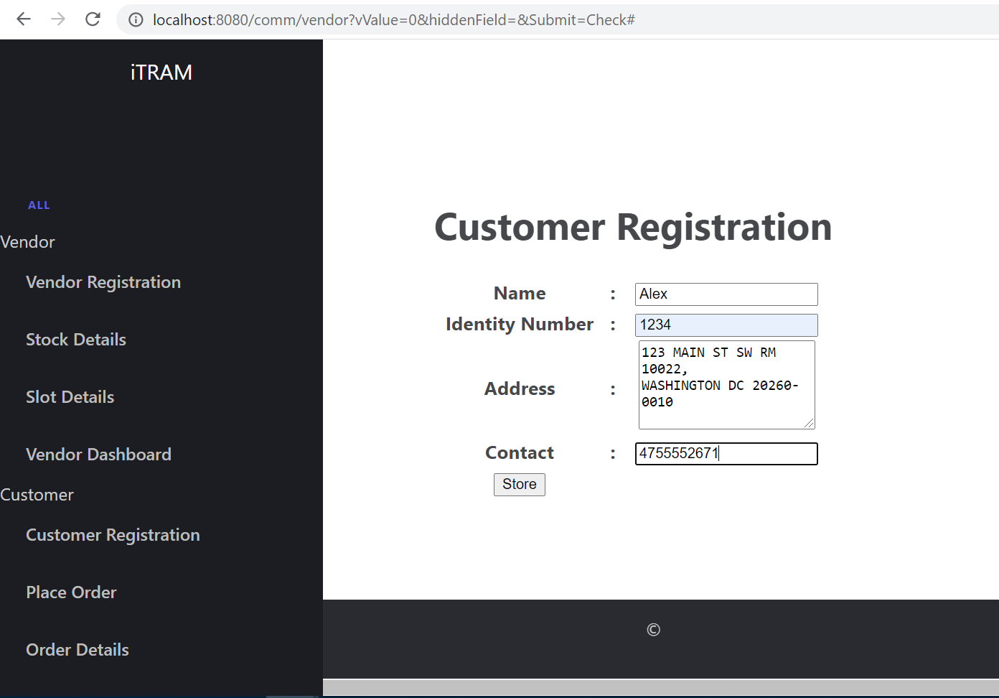 localhost:8080/comm/vendor?vValue=0&hiddenField=&Submit=Check#
iTRAM
ALL
Vendor
Vendor Registration
Stock Details
Slot Details
Vendor Dashboard
Customer
Customer Registration
Place Order
Order Details
Customer Registration
Name : Alex
Identity Number : 1234
Address : 123 MAIN ST SW RM
10022,
WASHINGTON DC 20260-
0010
Contact : 4755552671
Store
©